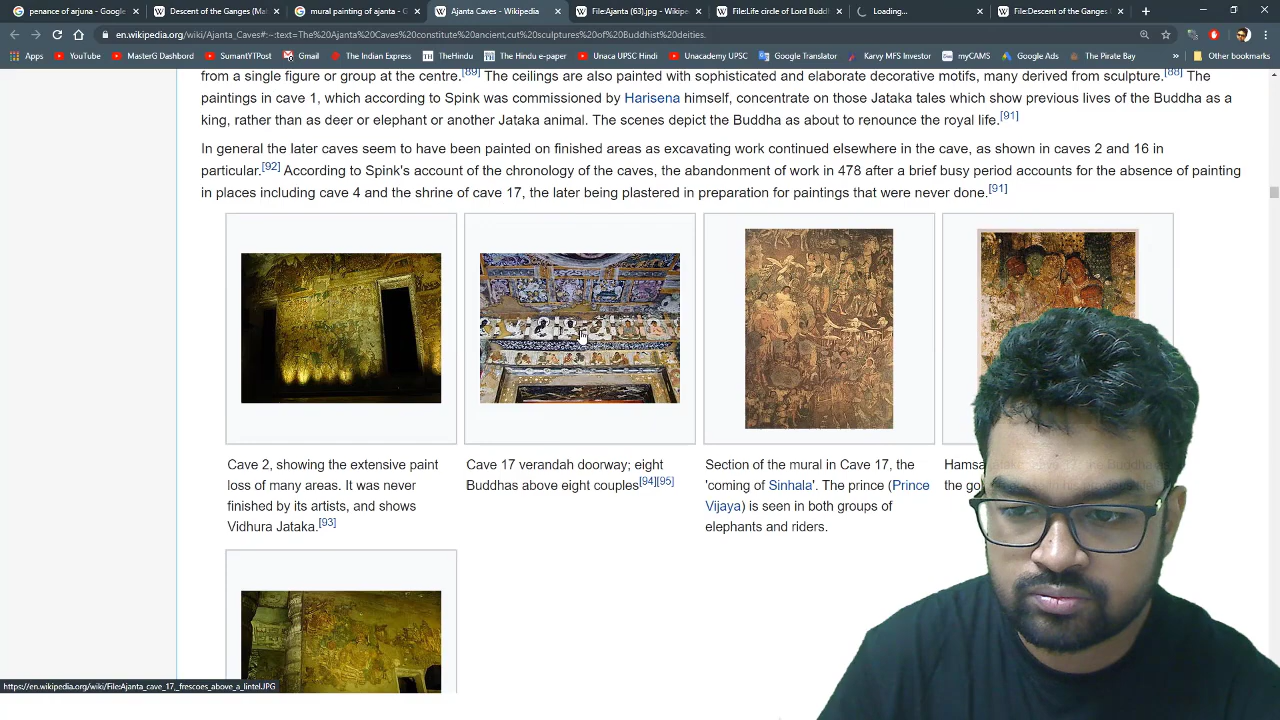 penance of arjuna - Google
Descent of the Ganges (Ma
mural painting of ajanta - G
Ajanta Caves - Wikipedia
File:Ajanta (63).jpg - Wikipe
File:Life circle of Lord Buddh
Loading...
File:Descent of the Ganges
en.wikipedia.org/wiki/Ajanta_Caves#:~:text=The%20Ajanta%20Caves%20constitute%20ancient,cut%20sculptures%20of%20Buddhist%20deities.
Apps YouTube MasterG Dashboard SumantYTPost Gmail The Indian Express TheHindu The Hindu e-paper Unaca UPSC Hindi Unacademy UPSC Google Translator Karvy MFS Investor myCAMS Google Ads The Pirate Bay » Other bookmarks
from a single figure or group at the centre.[89] The ceilings are also painted with sophisticated and elaborate decorative motifs, many derived from sculpture.[88] The
paintings in cave 1, which according to Spink was commissioned by Harisena himself, concentrate on those Jataka tales which show previous lives of the Buddha as a
king, rather than as deer or elephant or another Jataka animal. The scenes depict the Buddha as about to renounce the royal life.[91]
In general the later caves seem to have been painted on finished areas as excavating work continued elsewhere in the cave, as shown in caves 2 and 16 in
particular.[92] According to Spink's account of the chronology of the caves, the abandonment of work in 478 after a brief busy period accounts for the absence of painting
in places including cave 4 and the shrine of cave 17, the later being plastered in preparation for paintings that were never done.[91]
Cave 2, showing the extensive paint
loss of many areas. It was never
finished by its artists, and shows
Vidhura Jataka.[93]
Cave 17 verandah doorway; eight
Buddhas above eight couples[94][95]
Section of the mural in Cave 17, the
'coming of Sinhala'. The prince (Prince
Vijaya) is seen in both groups of
elephants and riders.
Hamsa
the go
https://en.wikipedia.org/wiki/File:Ajanta_cave_17,_frescoes_above_a_lintel.JPG